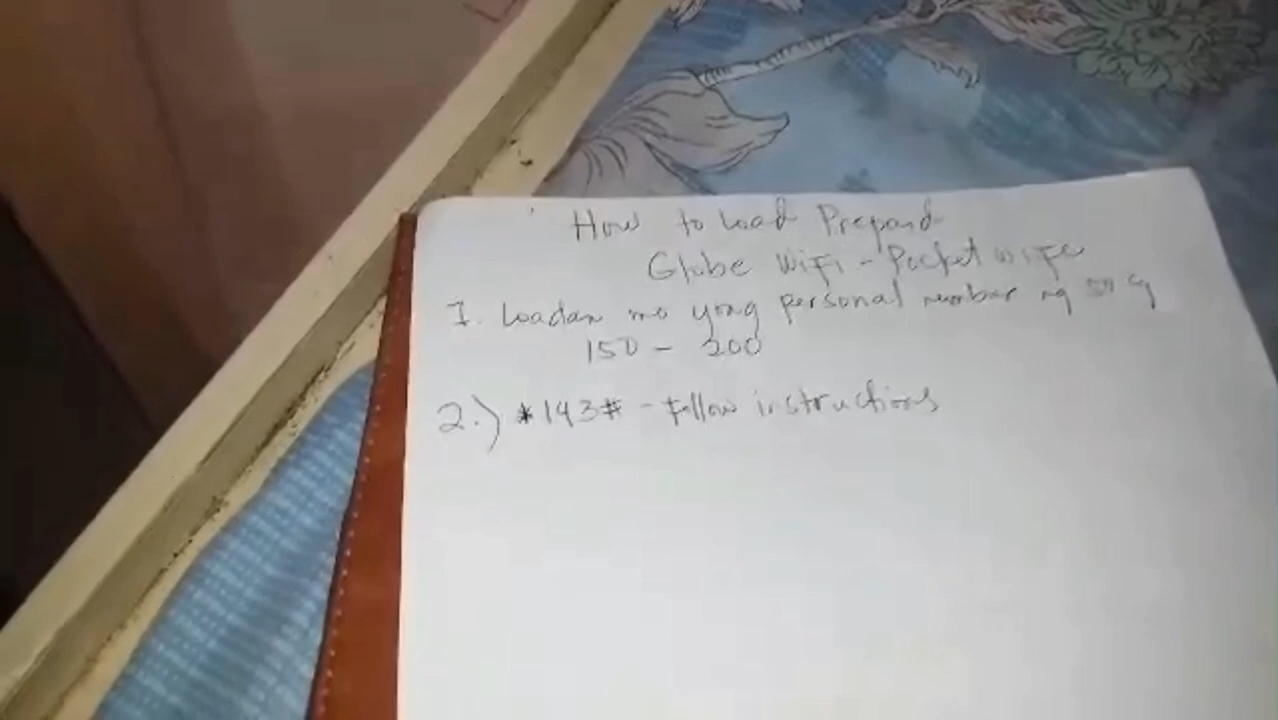 How to load Prepaid
Globe Wifi - Pocket wifi
1. Loadan mo yong personal number ng
150 - 200
2.) *143# - Follow instructions